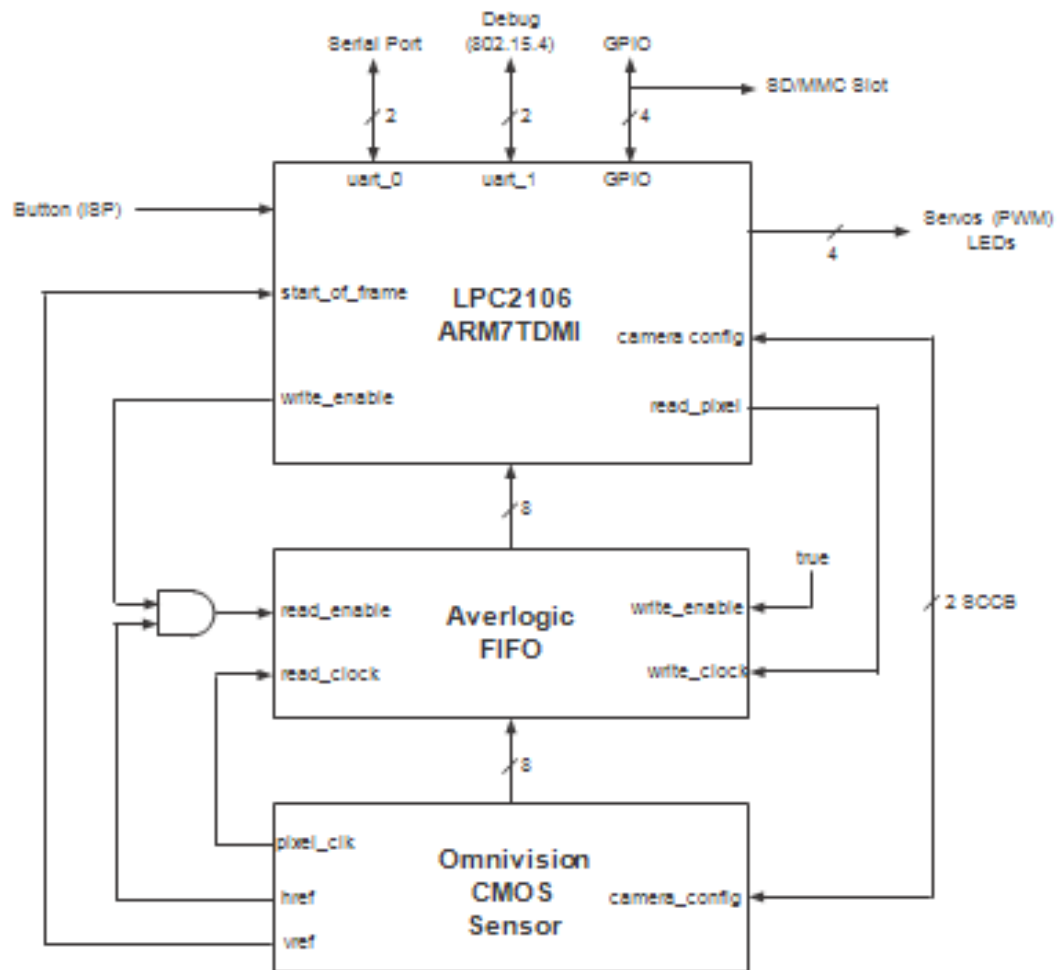 Debug
Serial Port (802.15.4) GPIO
SD/MMC Slot
2 2 4
uart_0 uart_1 GPIO
Button (ISP)
Servos (PWM)
LEDs
4
start_of_frame
LPC2106
ARM7TDMI
camera config
write_enable
read_pixel
8
true
read_enable
Averlogic
FIFO
write_enable
2 SCCB
read_clock
write_clock
8
pixel_clk
Omnivision
CMOS
Sensor
href
camera_config
vref